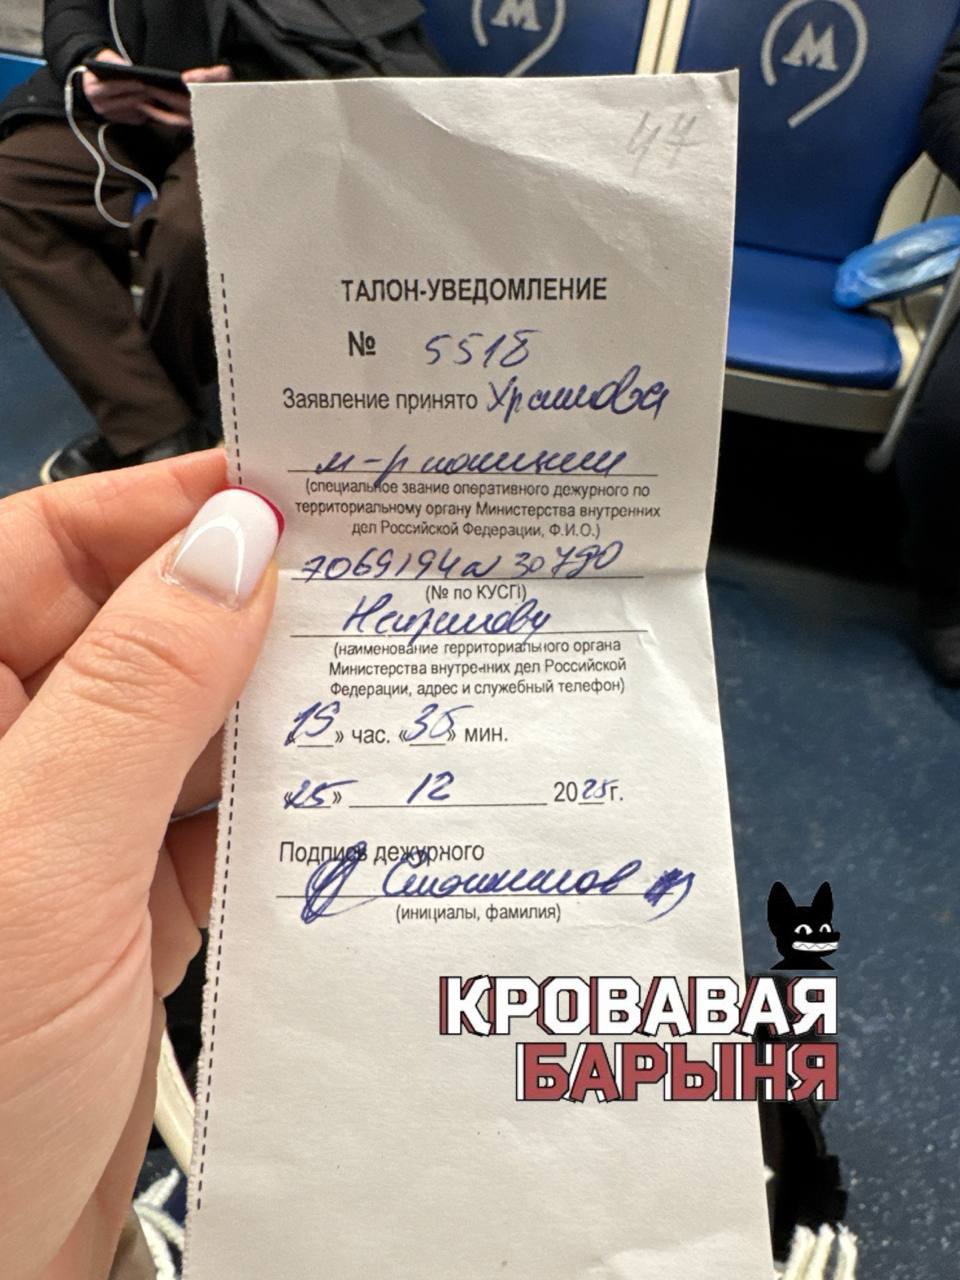 47
ТАЛОН-УВЕДОМЛЕНИЕ
№ 5518
Заявление принято
м-р полиции
(специальное звание оперативного дежурного по
территориальному органу Министерства внутренних
дел Российской Федерации, Ф.И.О.)
(№ по КУСП)
(наименование территориального органа
Министерства внутренних дел Российской
Федерации, адрес и служебный телефон)
«» час. «35» мин.
«25» 12 2025г.
Подпись дежурного
(инициалы, фамилия)
КРОВАВАЯ
БАРЫНЯ